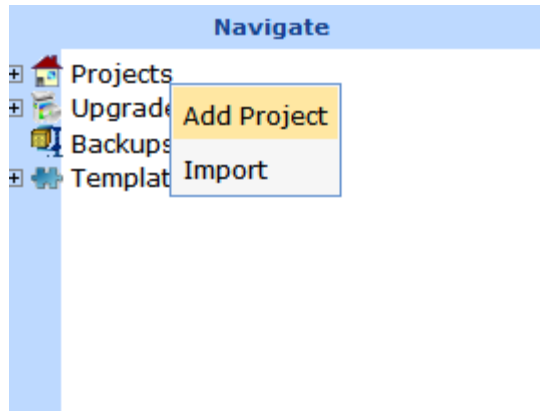 Navigate
Projects
Upgrade
Add Project
Backups
Import
Templat